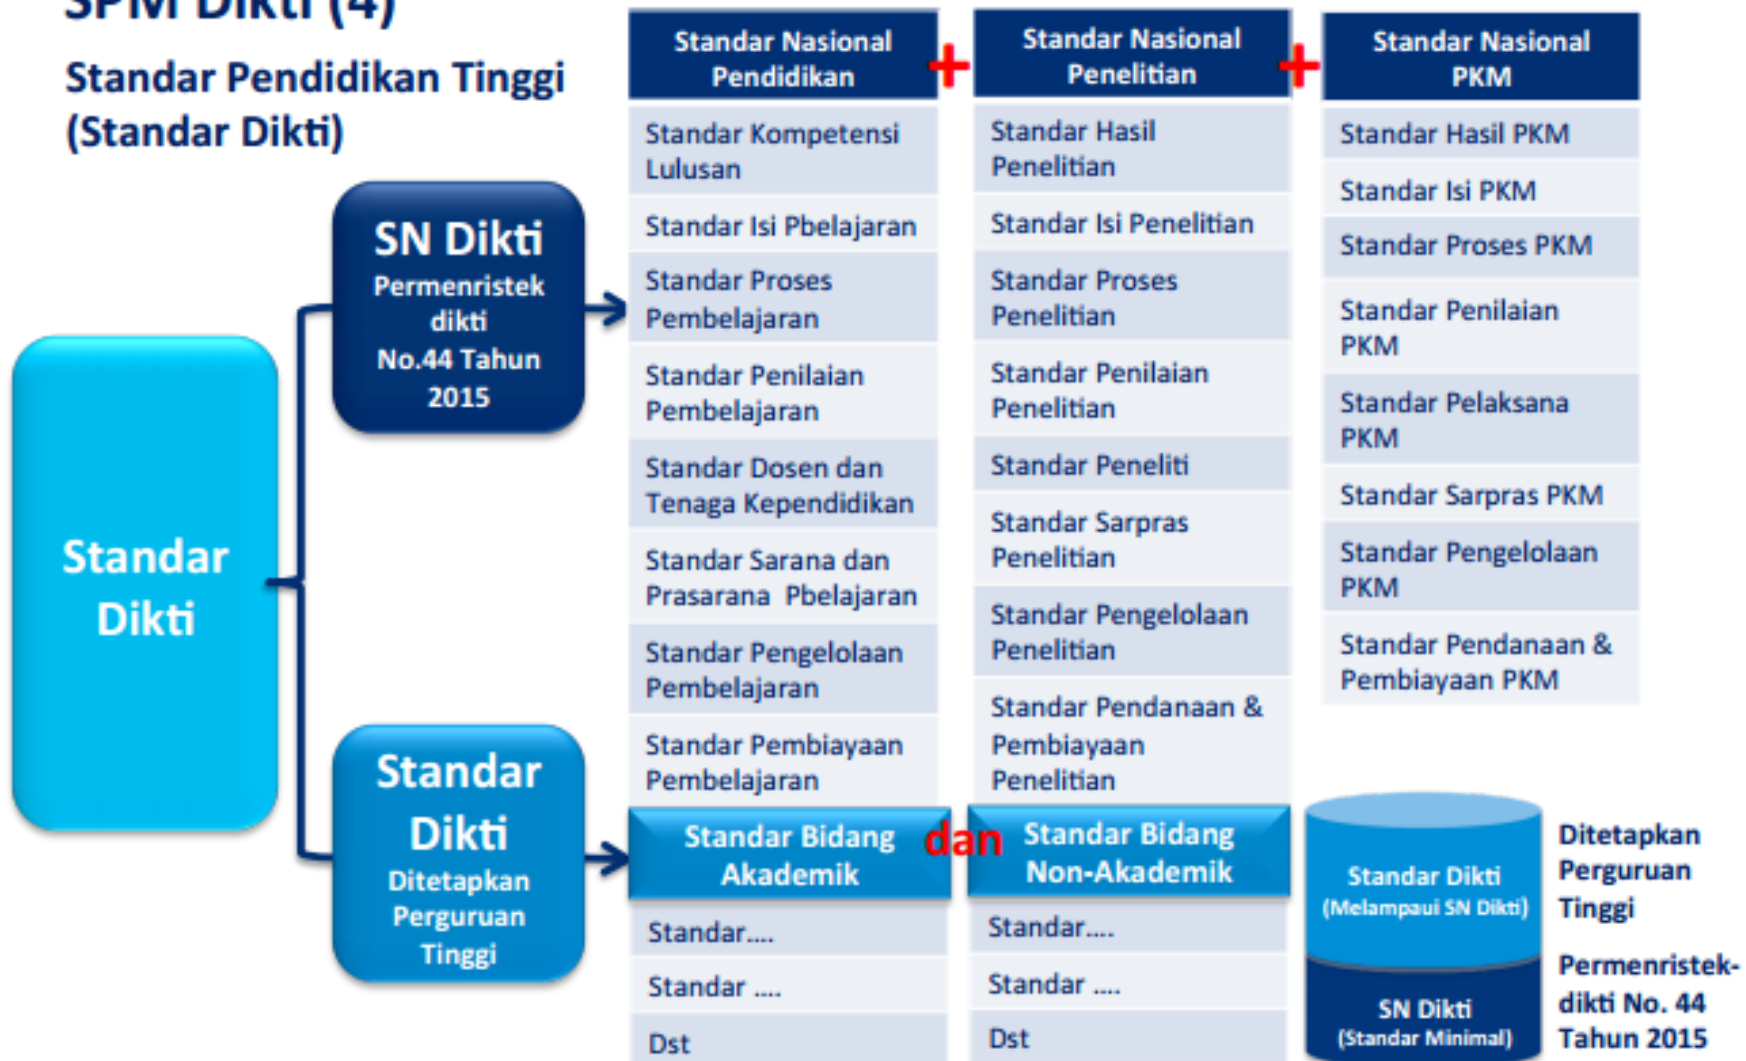 SPM Dikti (4)
Standar Pendidikan Tinggi
(Standar Dikti)
Standar
Dikti
SN Dikti
Permenristek
dikti
No.44 Tahun
2015
Standar
Dikti
Ditetapkan
Perguruan
Tinggi
Standar Nasional
Pendidikan
+
Standar Nasional
Penelitian
+
Standar Nasional
PKM
Standar Kompetensi
Lulusan
Standar Isi Pbelajaran
Standar Proses
Pembelajaran
Standar Penilaian
Pembelajaran
Standar Dosen dan
Tenaga Kependidikan
Standar Sarana dan
Prasarana Pbelajaran
Standar Pengelolaan
Pembelajaran
Standar Pembiayaan
Pembelajaran
Standar Hasil
Penelitian
Standar Isi Penelitian
Standar Proses
Penelitian
Standar Penilaian
Penelitian
Standar Peneliti
Standar Sarpras
Penelitian
Standar Pengelolaan
Penelitian
Standar Pendanaan &
Pembiayaan
Penelitian
Standar Hasil PKM
Standar Isi PKM
Standar Proses PKM
Standar Penilaian
PKM
Standar Pelaksana
PKM
Standar Sarpras PKM
Standar Pengelolaan
PKM
Standar Pendanaan &
Pembiayaan PKM
Standar Bidang
Akademik
dan
Standar Bidang
Non-Akademik
Standar....
Standar ....
Dst
Standar....
Standar ....
Dst
Standar Dikti
(Melampaui SN Dikti)
SN Dikti
(Standar Minimal)
Ditetapkan
Perguruan
Tinggi
Permenristek-
dikti No. 44
Tahun 2015